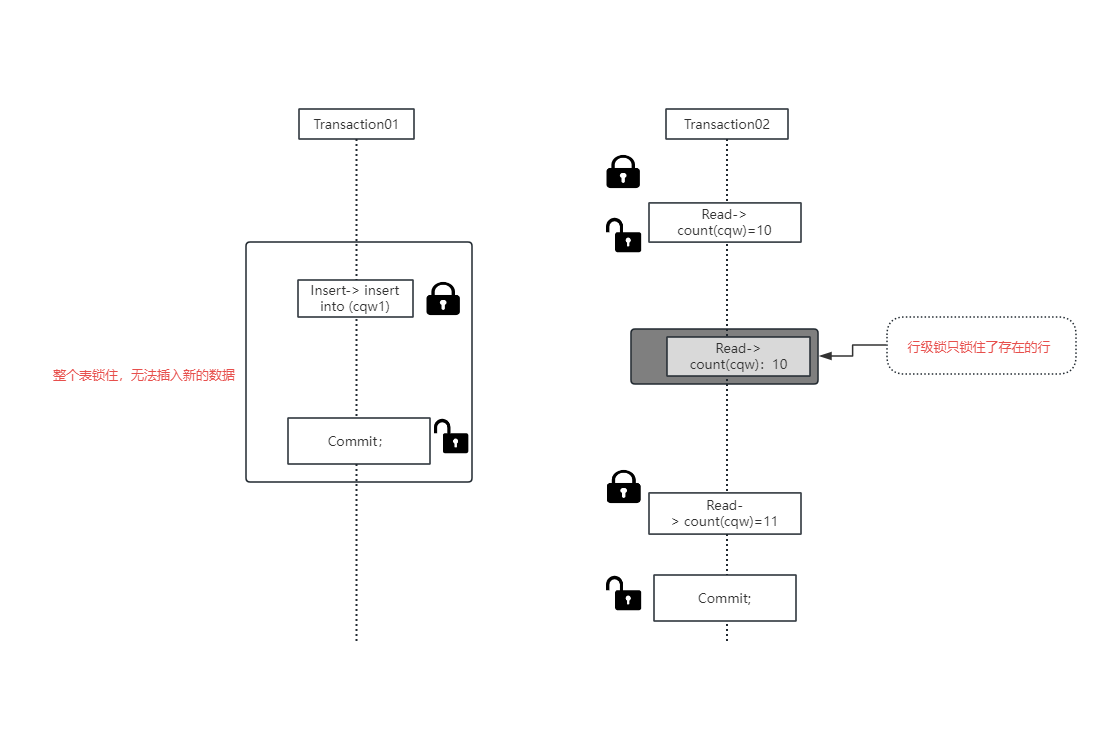 Transaction01
Transaction02
Read->
count(cqw)=10
Insert-> insert
into (cqw1)
整个表锁住，无法插入新的数据
Read->
count(cqw)：10
行级锁只锁住了存在的行
Commit；
Read-
> count(cqw)=11
Commit;